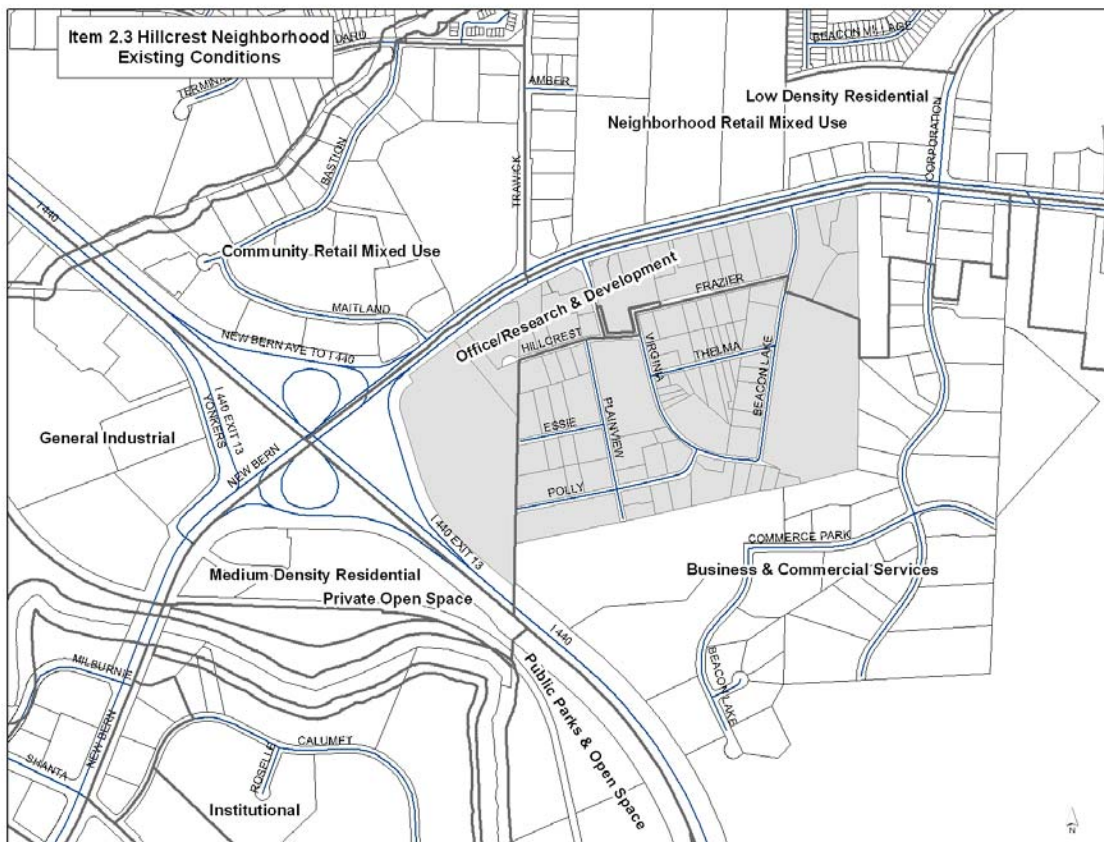 Item 2.3 Hillcrest Neighborhood
Existing Conditions
DARD
TERMINA
BEACON VILLAGE
AMBER
Low Density Residential
Neighborhood Retail Mixed Use
BASTION
TRAWICK
CORPORATION
I 440
Community Retail Mixed Use
MAITLAND
NEW BERN AVE TO I 440
Office/Research & Development
FRAZIER
HILLCREST
VIRGINIA
THELMA
BEACON LAKE
PLAINVIEW
ESSIE
POLLY
General Industrial
YONKERS
I 440 EXIT 13
NEW BERN
I 440 EXIT 13
COMMERCE PARK
Business & Commercial Services
Medium Density Residential
Private Open Space
I 440
BEACON LAKE
Public Parks & Open Space
MILBURNIE
NEW BERN
SHANTA
CALUMET
ROSELLE
Institutional
N